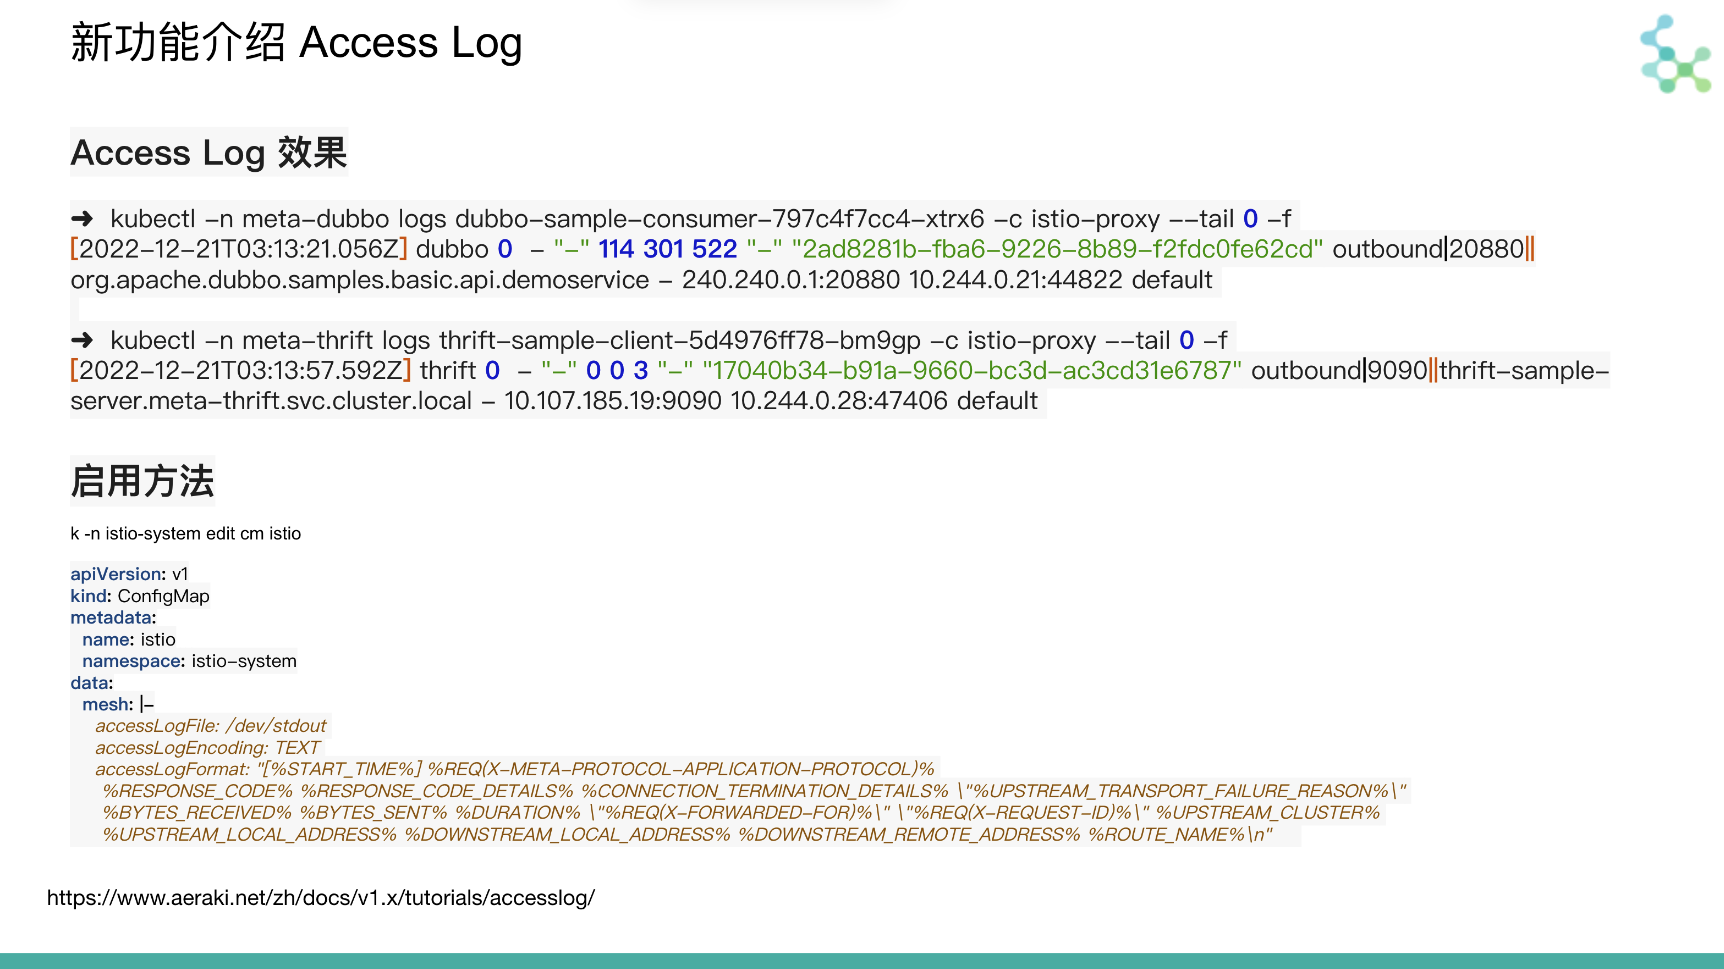 新功能介绍 Access Log
Access Log 效果
➜  kubectl -n meta-dubbo logs dubbo-sample-consumer-797c4f7cc4-xtrx6 -c istio-proxy --tail 0 -f
[2022-12-21T03:13:21.056Z] dubbo 0  - "-" 114 301 522 "-" "2ad8281b-fba6-9226-8b89-f2fdc0fe62cd" outbound|20880||
org.apache.dubbo.samples.basic.api.demoservice - 240.240.0.1:20880 10.244.0.21:44822 default
➜  kubectl -n meta-thrift logs thrift-sample-client-5d4976ff78-bm9gp -c istio-proxy --tail 0 -f
[2022-12-21T03:13:57.592Z] thrift 0  - "-" 0 0 3 "-" "17040b34-b91a-9660-bc3d-ac3cd31e6787" outbound|9090||thrift-sample-
server.meta-thrift.svc.cluster.local - 10.107.185.19:9090 10.244.0.28:47406 default
启用方法
k -n istio-system edit cm istio
apiVersion: v1
kind: ConfigMap
metadata:
  name: istio
  namespace: istio-system
data:
  mesh: |-
    accessLogFile: /dev/stdout
    accessLogEncoding: TEXT
    accessLogFormat: "[%START_TIME%] %REQ(X-META-PROTOCOL-APPLICATION-PROTOCOL)%
     %RESPONSE_CODE% %RESPONSE_CODE_DETAILS% %CONNECTION_TERMINATION_DETAILS% \"%UPSTREAM_TRANSPORT_FAILURE_REASON%\"
     %BYTES_RECEIVED% %BYTES_SENT% %DURATION% \"%REQ(X-FORWARDED-FOR)%\" \"%REQ(X-REQUEST-ID)%\" %UPSTREAM_CLUSTER%
     %UPSTREAM_LOCAL_ADDRESS% %DOWNSTREAM_LOCAL_ADDRESS% %DOWNSTREAM_REMOTE_ADDRESS% %ROUTE_NAME%\n"
https://www.aeraki.net/zh/docs/v1.x/tutorials/accesslog/